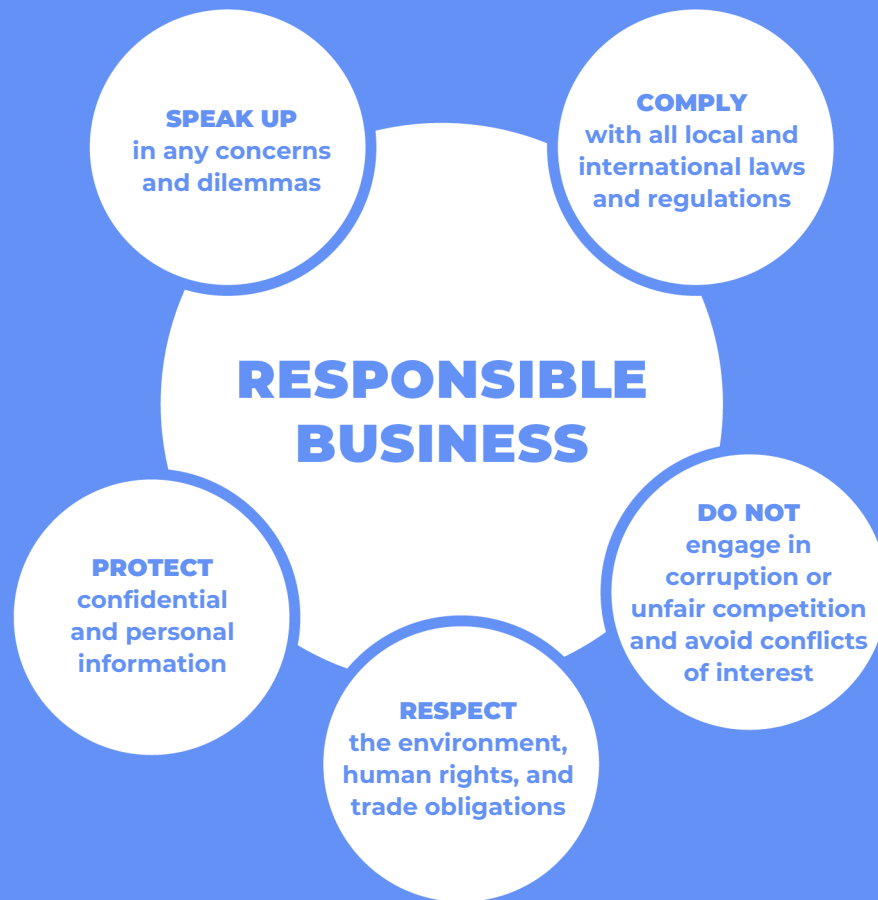 SPEAK UP
in any concerns
and dilemmas
COMPLY
with all local and
international laws
and regulations
RESPONSIBLE
BUSINESS
DO NOT
engage in
corruption or
unfair competition
and avoid conflicts
of interest
PROTECT
confidential
and personal
information
RESPECT
the environment,
human rights, and
trade obligations